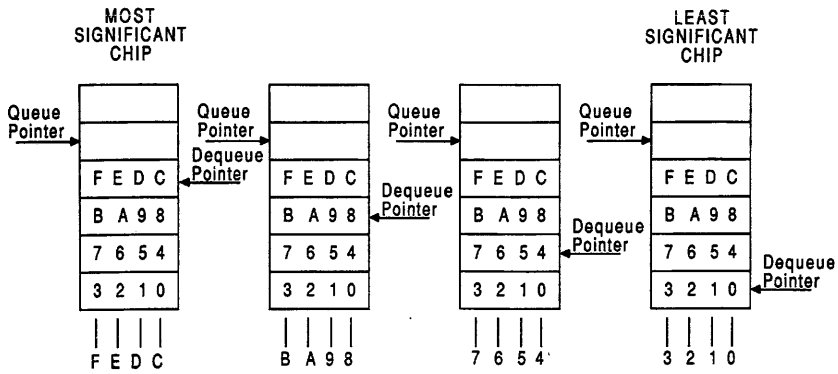 MOST
SIGNIFICANT
CHIP
LEAST
SIGNIFICANT
CHIP
Queue
Pointer
Dequeue
Pointer
F E D C
B A 9 8
7 6 5 4
3 2 1 0
F E D C
Queue
Pointer
Dequeue
Pointer
F E D C
B A 9 8
7 6 5 4
3 2 1 0
B A 9 8
Queue
Pointer
Dequeue
Pointer
F E D C
B A 9 8
7 6 5 4
3 2 1 0
7 6 5 4
Queue
Pointer
Dequeue
Pointer
F E D C
B A 9 8
7 6 5 4
3 2 1 0
3 2 1 0